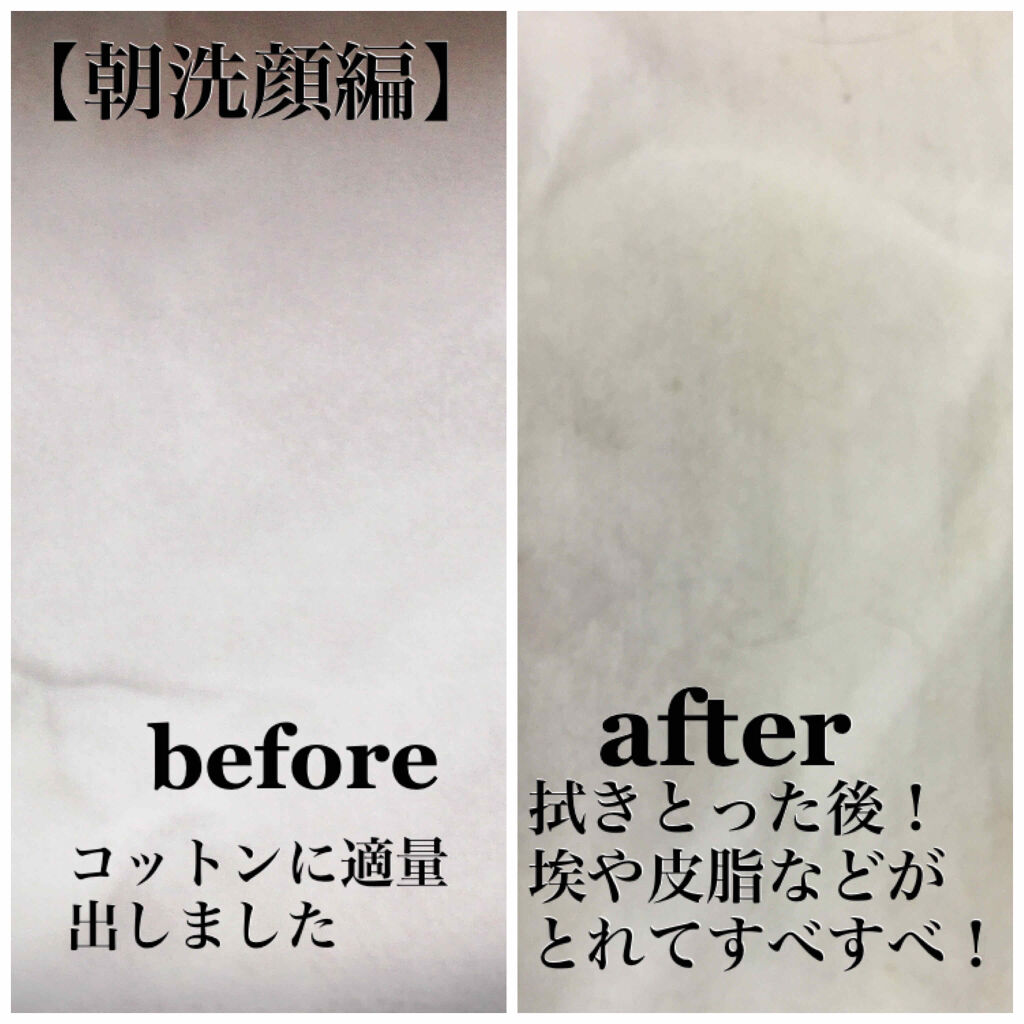 【朝洗顔編】
before
コットンに適量
出しました
after
拭きとった後！
埃や皮脂などが
とれてすべすべ！